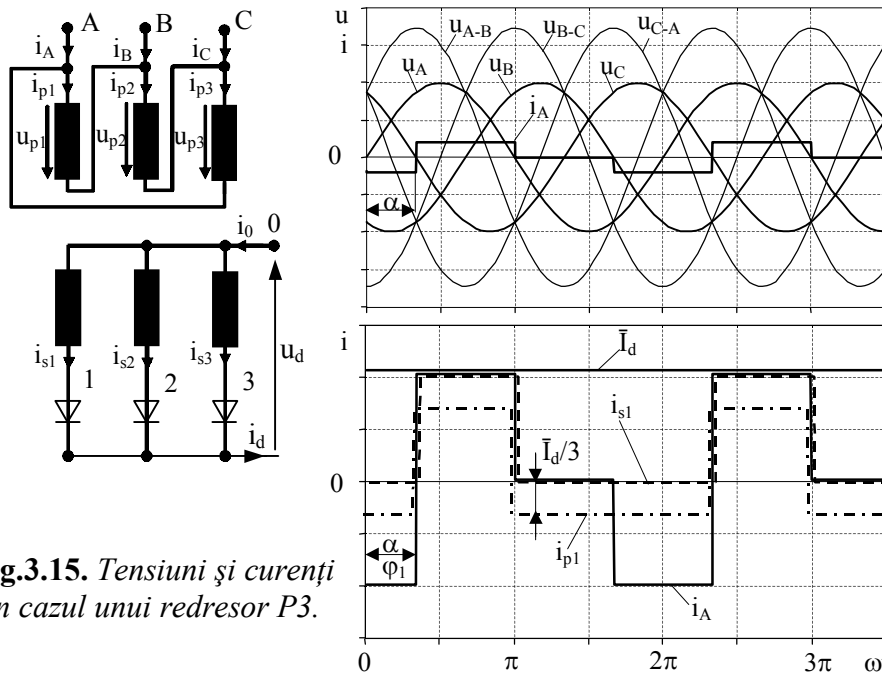 A B C
i_A i_B i_C
i_p1 i_p2 i_p3
u_p1 u_p2 u_p3
i_0 0
i_s1 i_s2 i_s3
u_d
1 2 3
i_d
u
i
u_A-B u_B-C u_C-A
u_A u_B u_C
i_A
0
α
i
Ī_d
i_s1
Ī_d/3
0
α
φ_1
i_p1
i_A
0 π 2π 3π ω
g.3.15. Tensiuni şi curenţi
n cazul unui redresor P3.